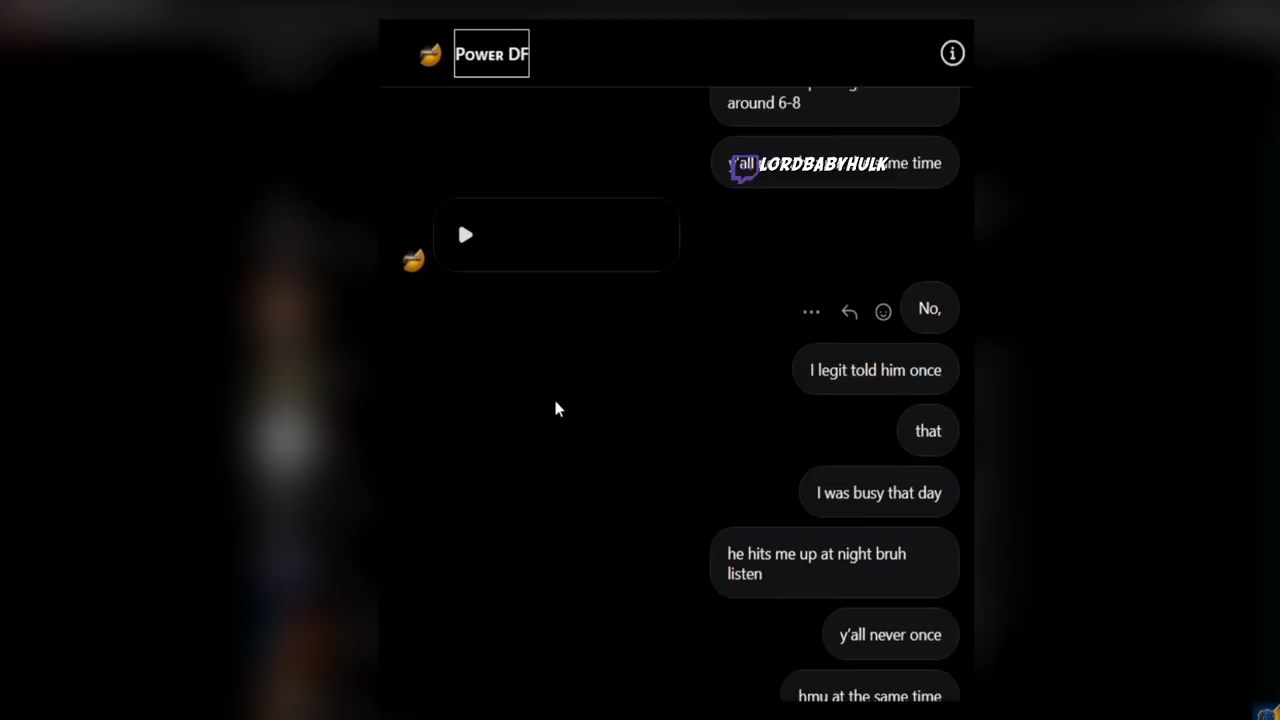 POWER DF
around 6-8
y'all
LORDBABYHULK
me time
No,
I legit told him once
that
I was busy that day
he hits me up at night bruh
listen
y'all never once
hmu at the same time